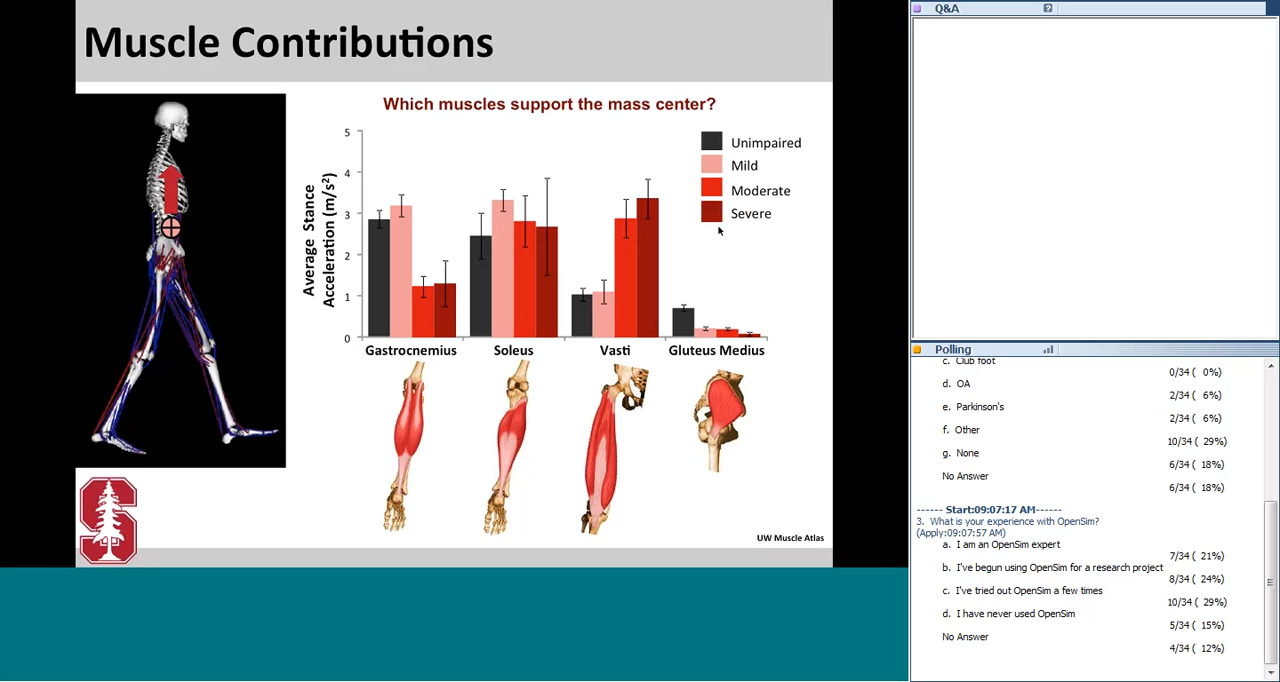 Muscle Contributions
Which muscles support the mass center?
Average Stance
Acceleration (m/s²)
5
4
3
2
1
0
Unimpaired
Mild
Moderate
Severe
Gastrocnemius
Soleus
Vasti
Gluteus Medius
UW Muscle Atlas
Q&A
Polling
c. Club foot
0/34 ( 0%)
d. OA
2/34 ( 6%)
e. Parkinson's
2/34 ( 6%)
f. Other
10/34 ( 29%)
g. None
6/34 ( 18%)
No Answer
6/34 ( 18%)
------ Start:09:07:17 AM------
3. What is your experience with OpenSim?
(Apply:09:07:57 AM)
a. I am an OpenSim expert
7/34 ( 21%)
b. I've begun using OpenSim for a research project
8/34 ( 24%)
c. I've tried out OpenSim a few times
10/34 ( 29%)
d. I have never used OpenSim
5/34 ( 15%)
No Answer
4/34 ( 12%)